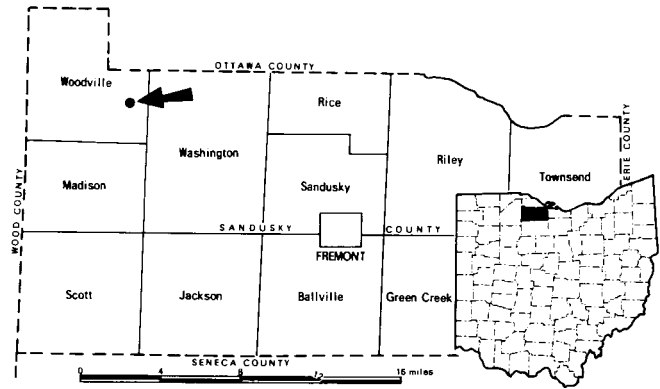 OTTAWA COUNTY
Woodville
Rice
Washington
Riley
ERIE COUNTY
Townsend
Madison
Sandusky
WOOD COUNTY
SANDUSKY COUNTY
FREMONT
Scott
Jackson
Ballville
Green Creek
SENECA COUNTY
0 4 8 12 16 miles